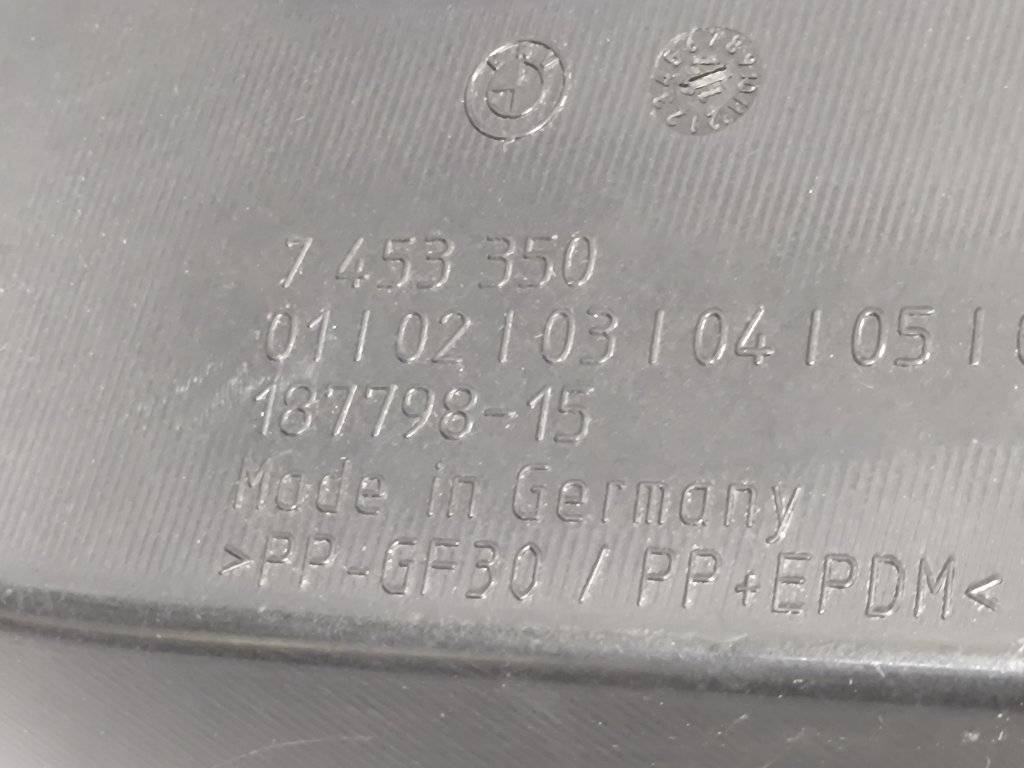 7 453 350
01 / 02 / 03 / 04 / 05 /
187798-15
Made in Germany
>PP-GF30 / PP+EPDM<